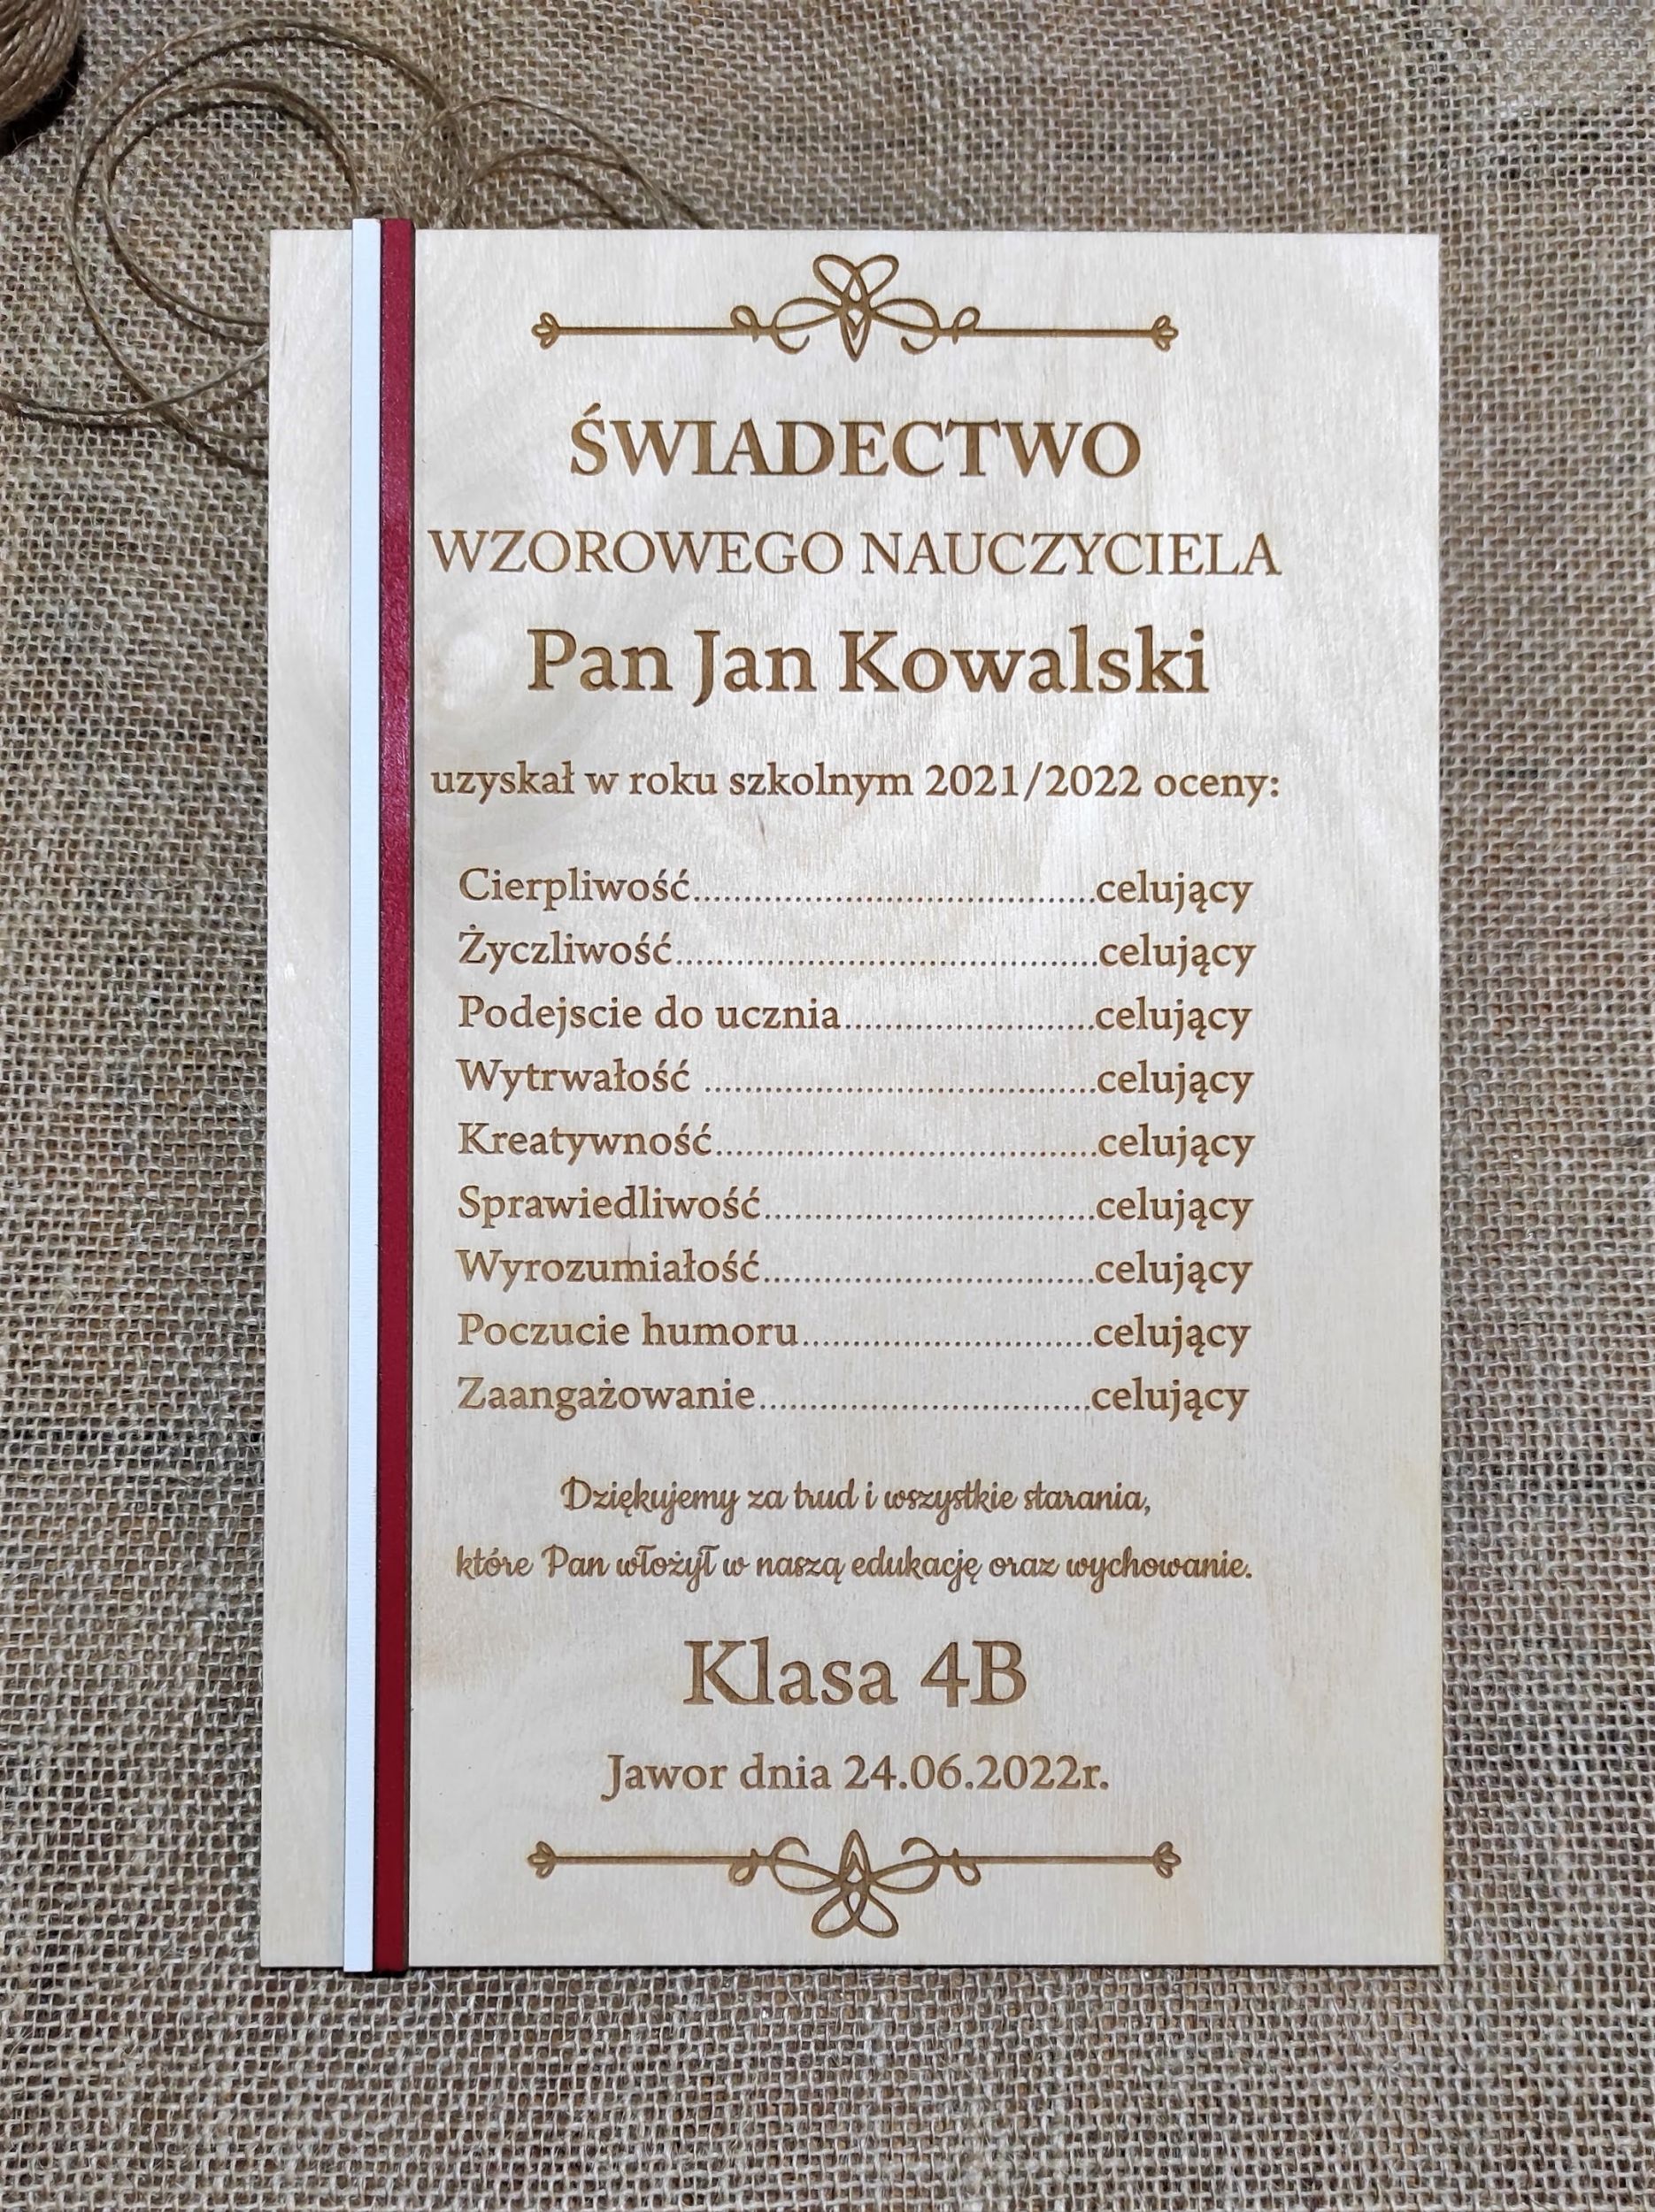 ŚWIADECTWO
WZOROWEGO NAUCZYCIELA
Pan Jan Kowalski
uzyskał w roku szkolnym 2021/2022 oceny:
Cierpliwość........................................celujący
Życzliwość..........................................celujący
Podejscie do ucznia.........................celujący
Wytrwałość .......................................celujący
Kreatywność......................................celujący
Sprawiedliwość.................................celujący
Wyrozumiałość.................................celujący
Poczucie humoru.............................celujący
Zaangażowanie.................................celujący
Dziękujemy za trud i wszystkie starania,
które Pan włożył w naszą edukację oraz wychowanie.
Klasa 4B
Jawor dnia 24.06.2022r.